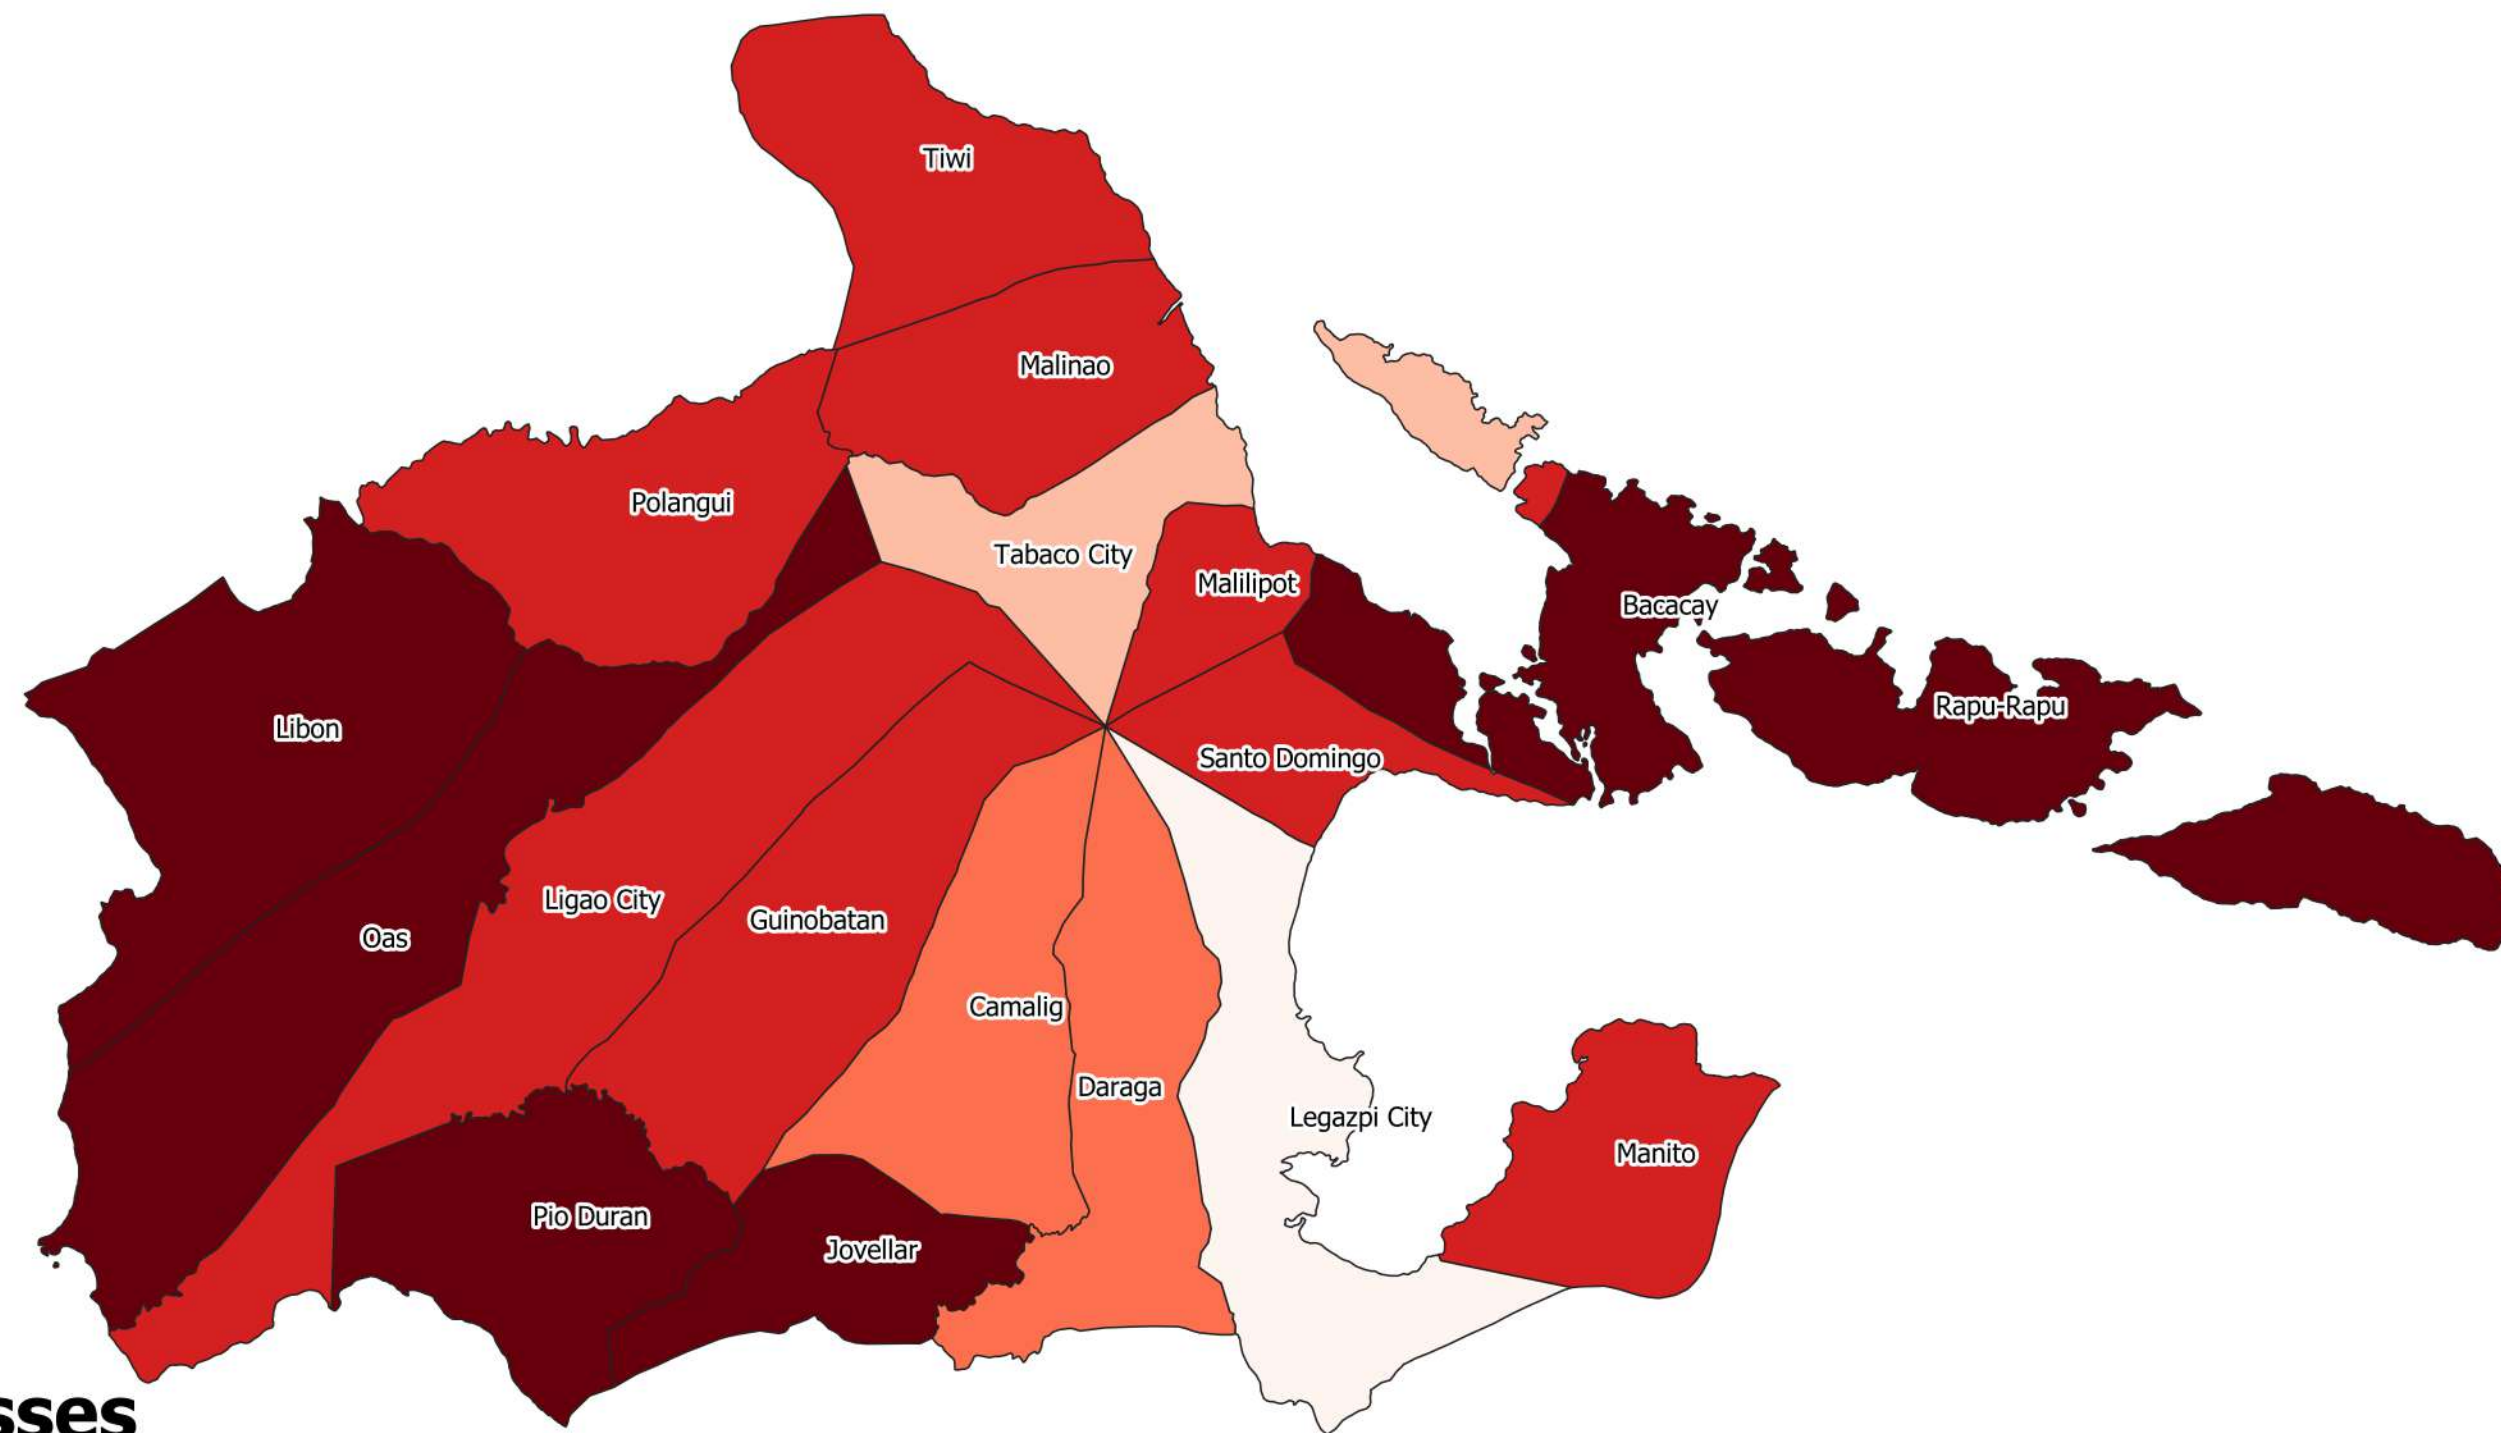 Tiwi
Malinao
Polangui
Tabaco City
Malilipot
Bacacay
Rapu-Rapu
Libon
Santo Domingo
Ligao City
Guinobatan
Oas
Camalig
Daraga
Legazpi City
Manito
Pio Duran
Jovellar
sses